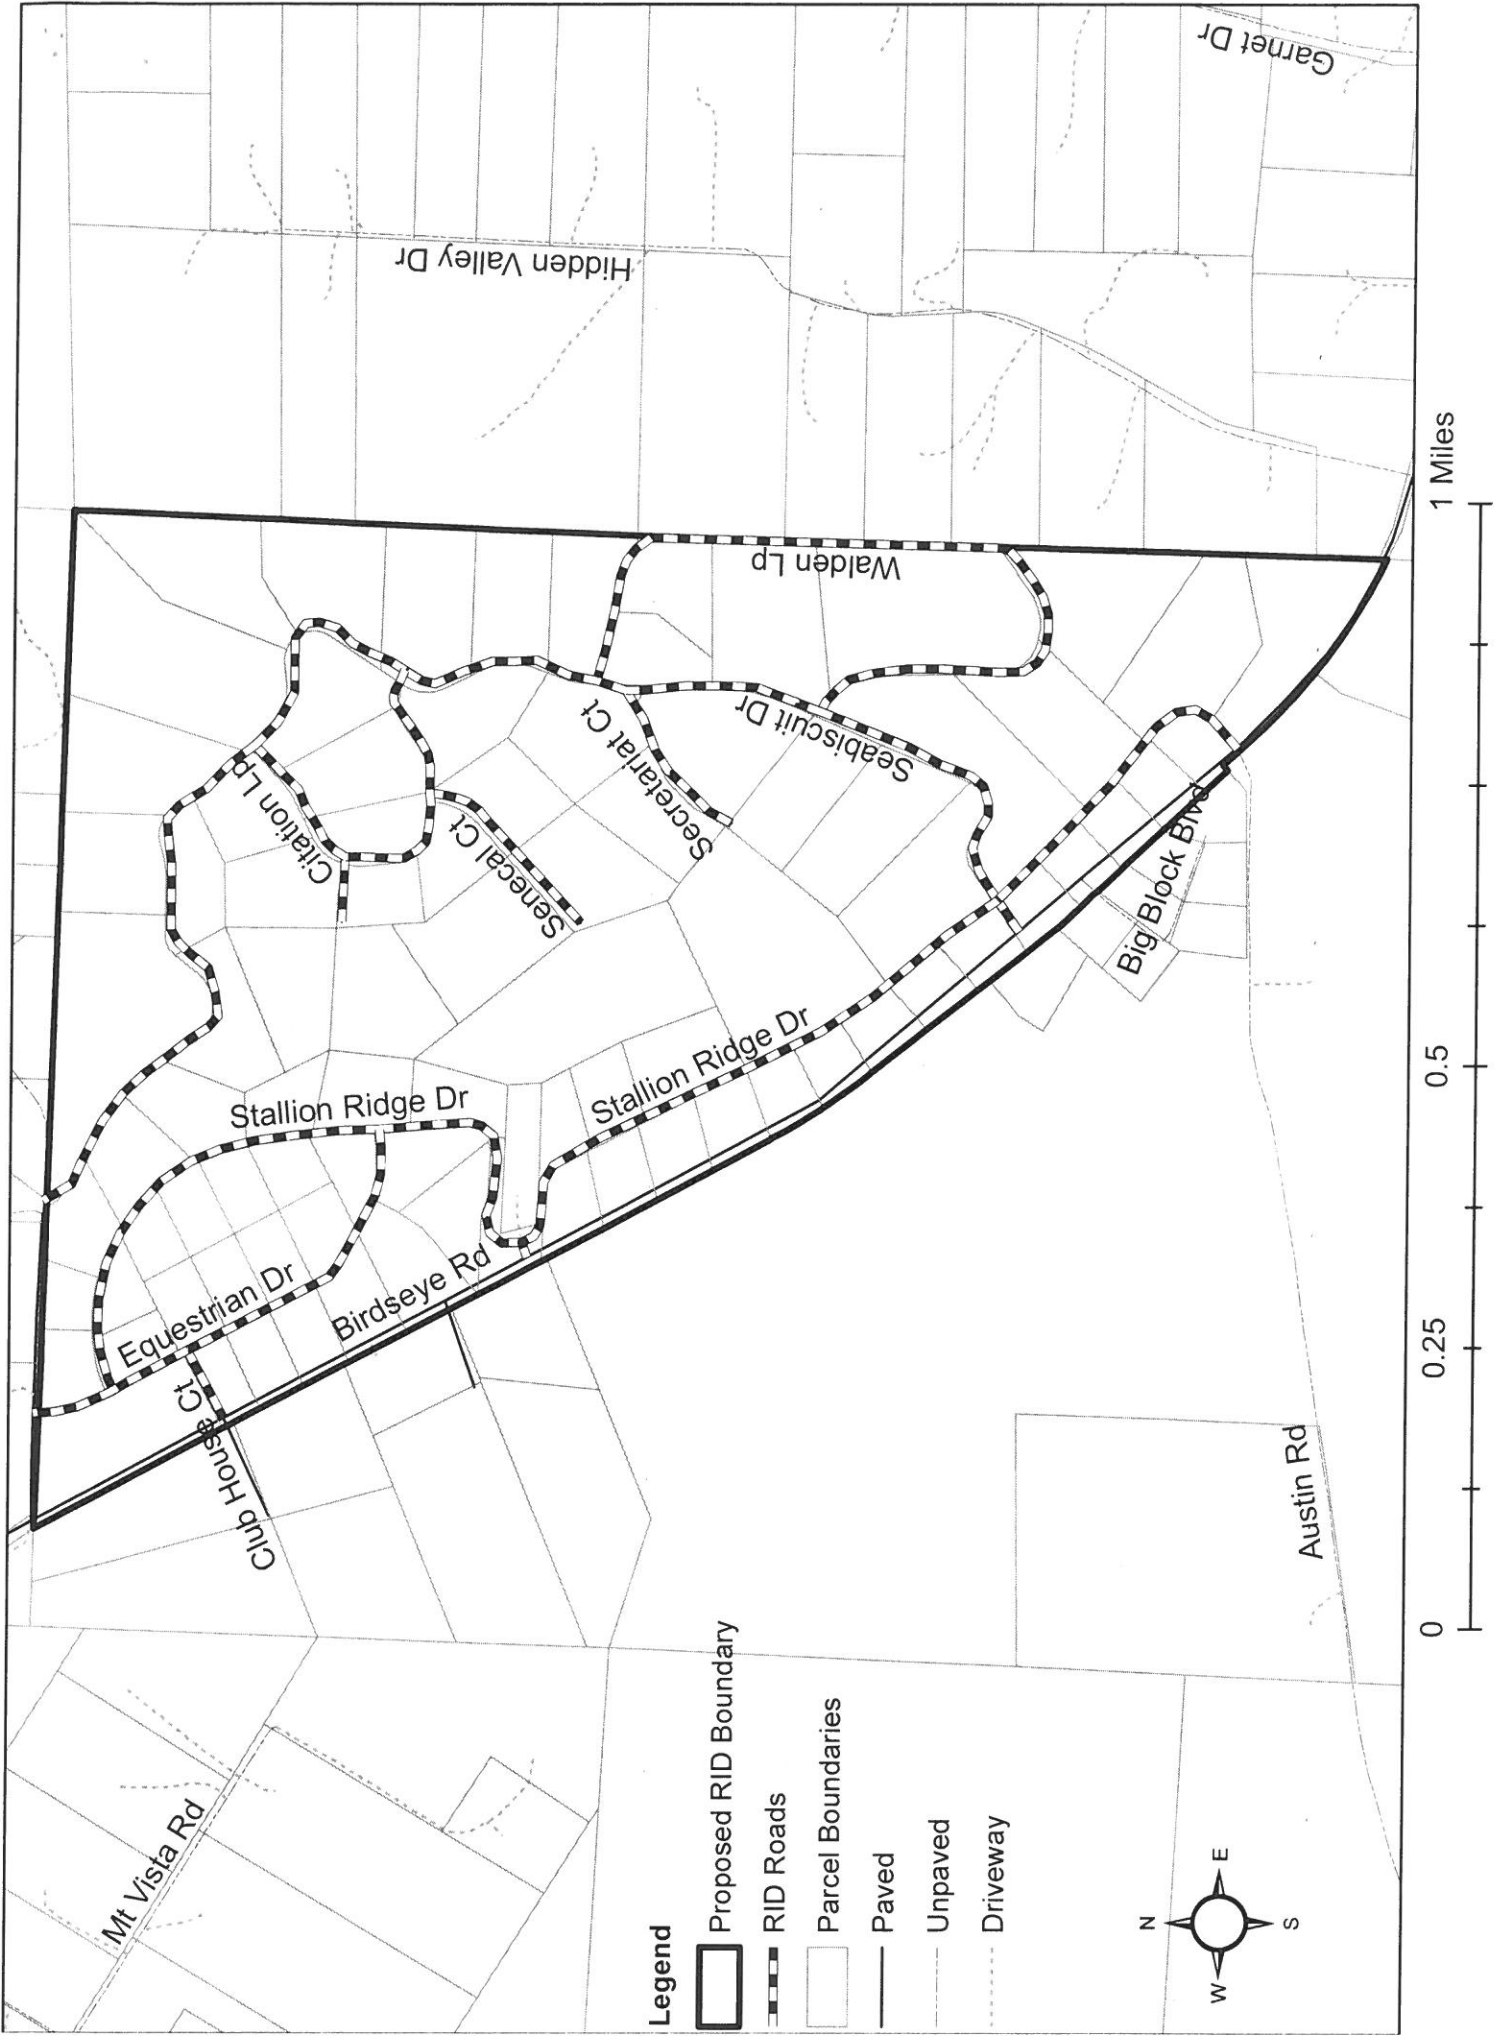 Garnet Dr
Hidden Valley Dr
Walden Lp
Citation Lp
Senecal Ct
Secretariat Ct
Seabiscuit Dr
Stallion Ridge Dr
Stallion Ridge Dr
Equestrian Dr
Birdseye Rd
Club House Ct
Big Block Blvd
Mt Vista Rd
Austin Rd
Legend
Proposed RID Boundary
RID Roads
Parcel Boundaries
Paved
Unpaved
Driveway
N
W
E
S
0
0.25
0.5
1 Miles